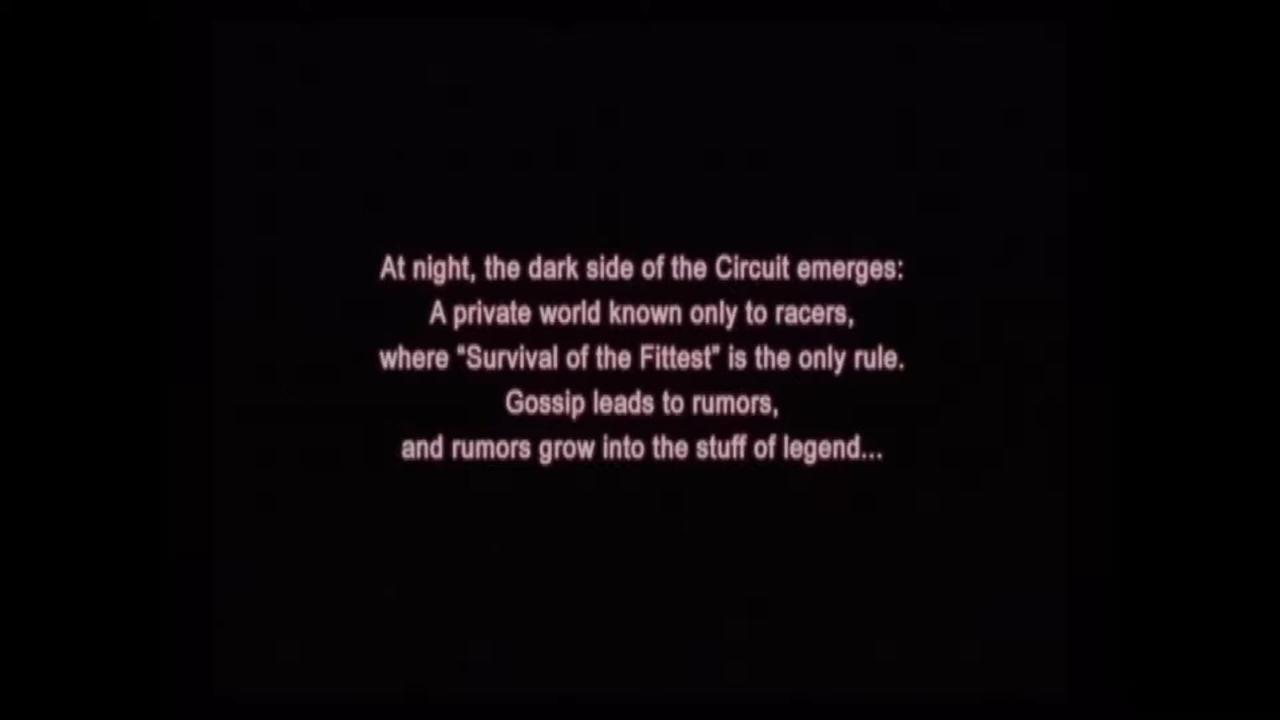 At night, the dark side of the Circuit emerges:
A private world known only to racers,
where “Survival of the Fittest” is the only rule.
Gossip leads to rumors,
and rumors grow into the stuff of legend...